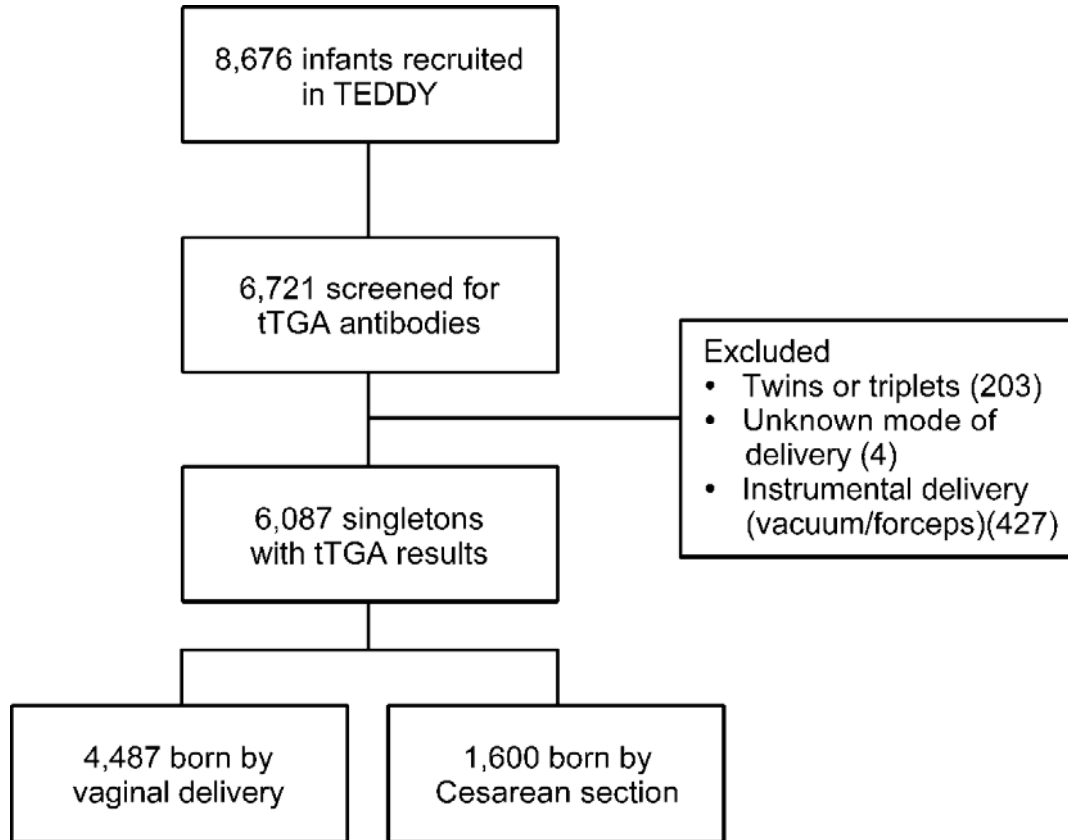 8,676 infants recruited
in TEDDY
6,721 screened for
tTGA antibodies
Excluded
• Twins or triplets (203)
• Unknown mode of
delivery (4)
• Instrumental delivery
(vacuum/forceps)(427)
6,087 singletons
with tTGA results
4,487 born by
vaginal delivery
1,600 born by
Cesarean section